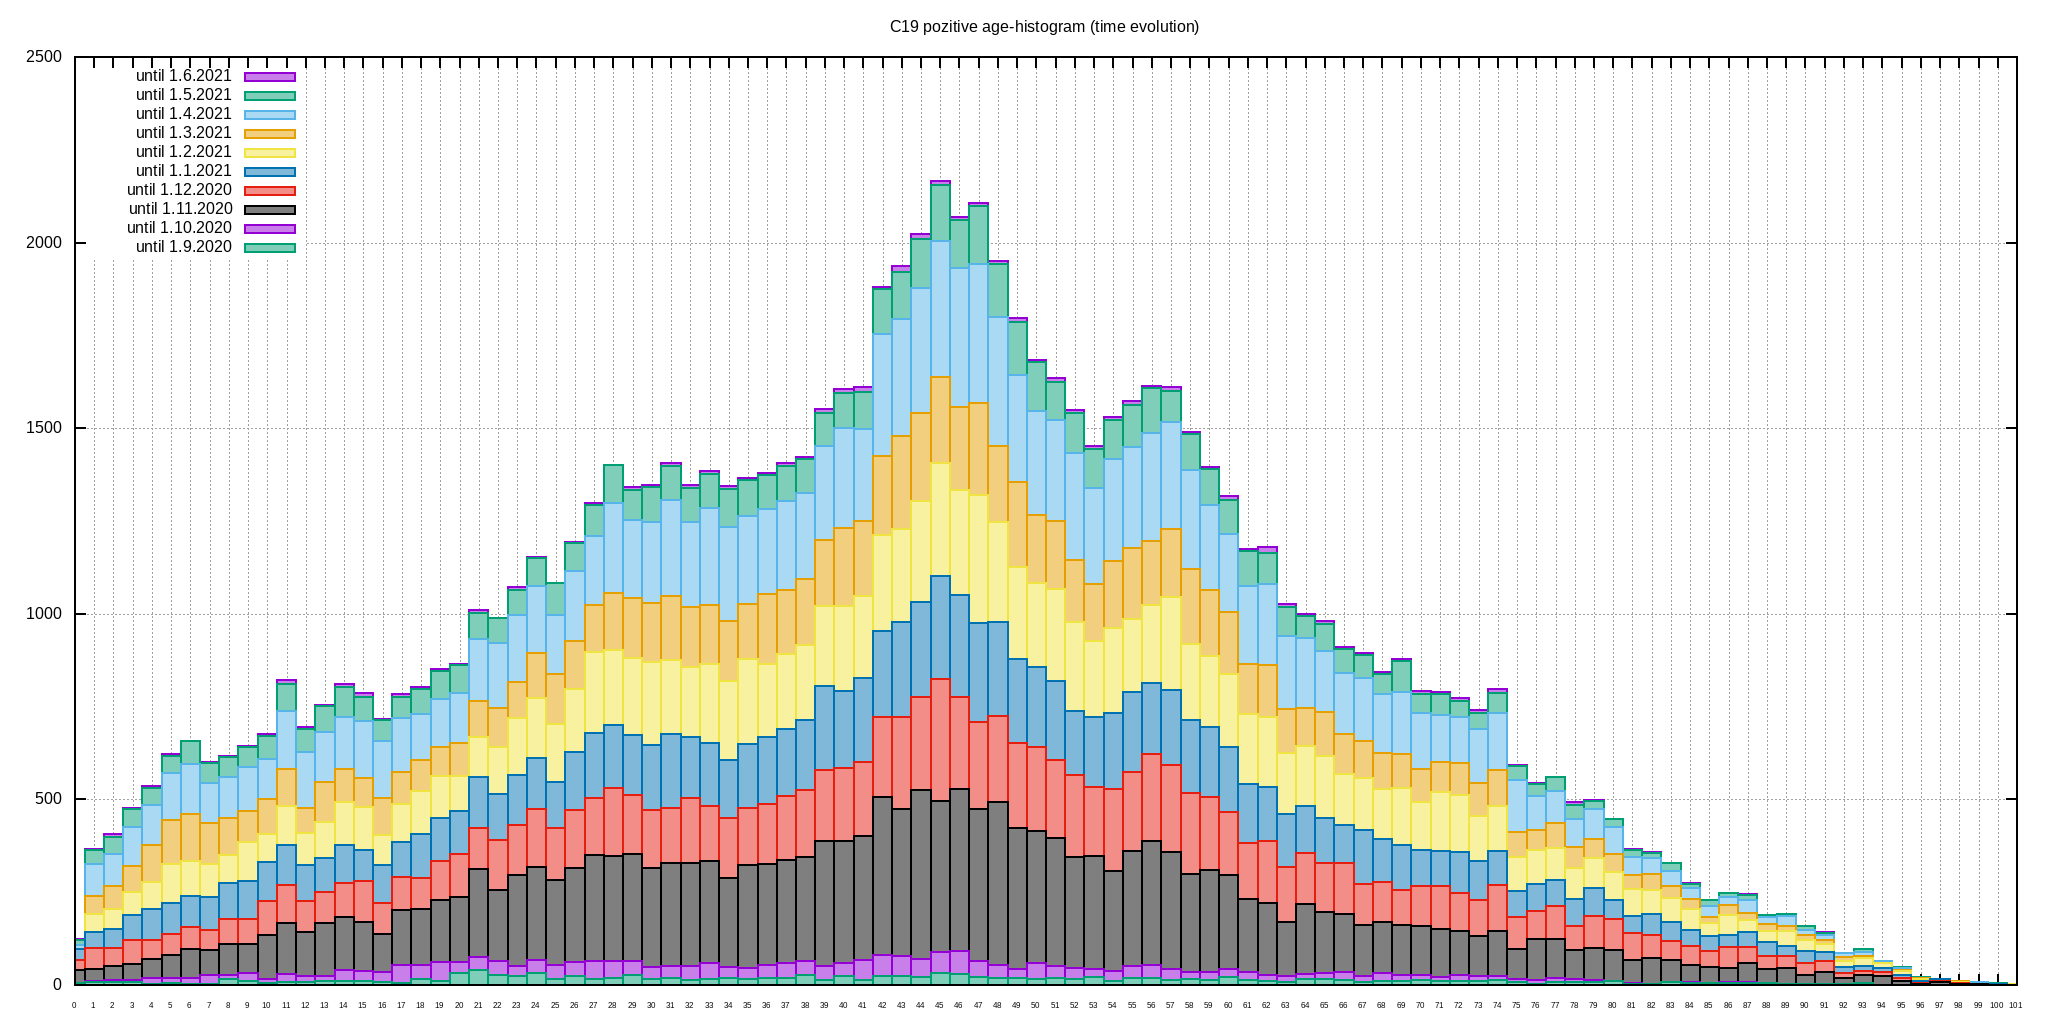 C19 pozitive age-histogram (time evolution)
2500
2000
1500
1000
500
0
until 1.6.2021
until 1.5.2021
until 1.4.2021
until 1.3.2021
until 1.2.2021
until 1.1.2021
until 1.12.2020
until 1.11.2020
until 1.10.2020
until 1.9.2020
0 1 2 3 4 5 6 7 8 9 10 11 12 13 14 15 16 17 18 19 20 21 22 23 24 25 26 27 28 29 30 31 32 33 34 35 36 37 38 39 40 41 42 43 44 45 46 47 48 49 50 51 52 53 54 55 56 57 58 59 60 61 62 63 64 65 66 67 68 69 70 71 72 73 74 75 76 77 78 79 80 81 82 83 84 85 86 87 88 89 90 91 92 93 94 95 96 97 98 99 100 101